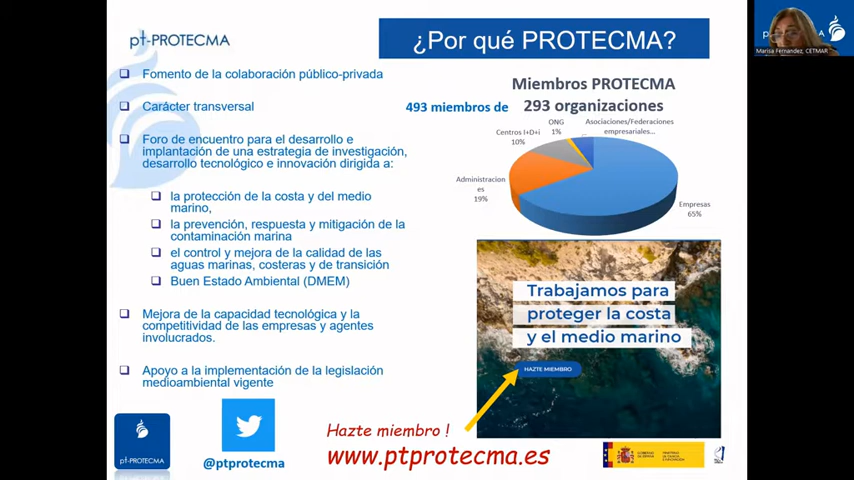 pt-PROTECMA
¿Por qué PROTECMA?
Marisa Fernandez, CETMAR
Fomento de la colaboración público-privada
Carácter transversal
Foro de encuentro para el desarrollo e
implantación de una estrategia de investigación,
desarrollo tecnológico e innovación dirigida a:
la protección de la costa y del medio
marino,
la prevención, respuesta y mitigación de la
contaminación marina
el control y mejora de la calidad de las
aguas marinas, costeras y de transición
Buen Estado Ambiental (DMEM)
Mejora de la capacidad tecnológica y la
competitividad de las empresas y agentes
involucrados.
Apoyo a la implementación de la legislación
medioambiental vigente
Miembros PROTECMA
493 miembros de 293 organizaciones
Asociaciones/Federaciones
empresariales...
ONG
1%
Centros I+D+i
10%
Administracion
es
19%
Empresas
65%
Trabajamos para
proteger la costa
y el medio marino
HAZTE MIEMBRO
pt-PROTECMA
@ptprotecma
Hazte miembro !
www.ptprotecma.es